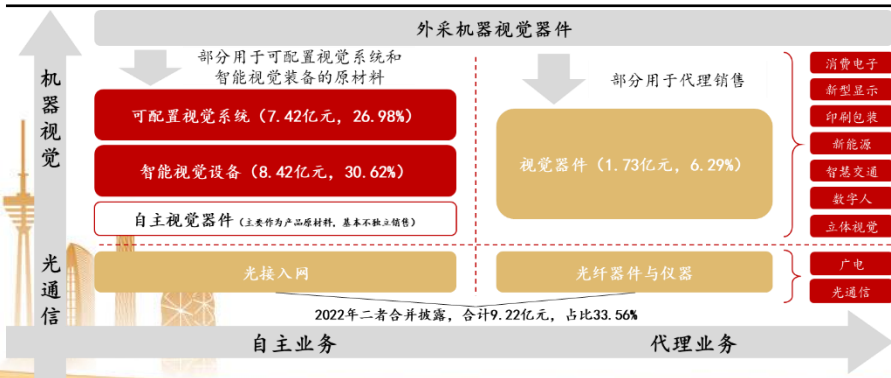 外采机器视觉器件
部分用于可配置视觉系统和
智能视觉装备的原材料
部分用于代理销售
机器视觉
可配置视觉系统（7.42亿元，26.98%）
智能视觉设备（8.42亿元，30.62%）
自主视觉器件（主要作为产品原材料，基本不独立销售）
视觉器件（1.73亿元，6.29%）
消费电子
新型显示
印刷包装
新能源
智慧交通
数字人
立体视觉
光通信
光接入网
光纤器件与仪器
广电
光通信
2022年二者合并披露，合计9.22亿元，占比33.56%
自主业务
代理业务